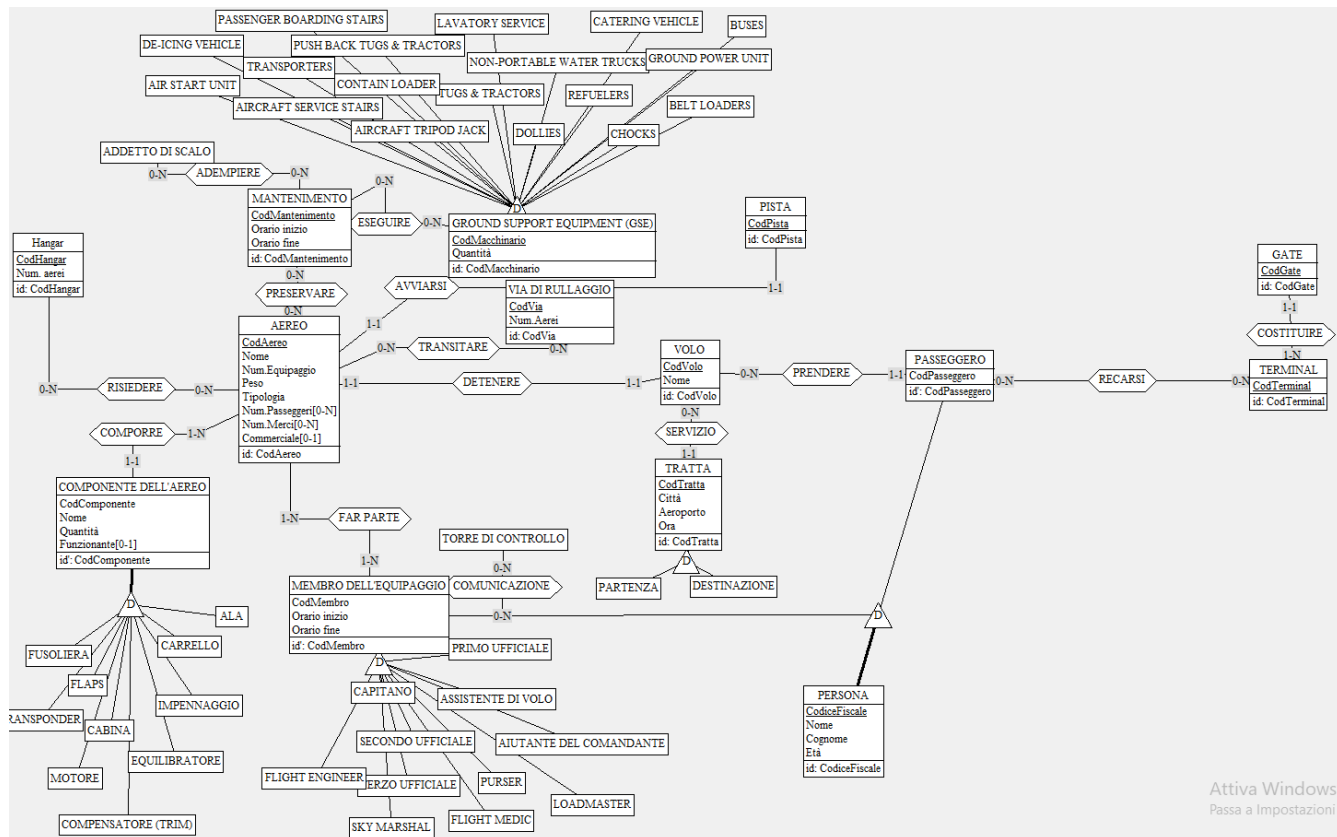 PASSENGER BOARDING STAIRS
LAVATORY SERVICE
CATERING VEHICLE
BUSES
DE-ICING VEHICLE
PUSH BACK TUGS & TRACTORS
TRANSPORTERS
NON-PORTABLE WATER TRUCKS
GROUND POWER UNIT
AIR START UNIT
CONTAIN LOADER
TUGS & TRACTORS
REFUELERS
AIRCRAFT SERVICE STAIRS
BELT LOADERS
AIRCRAFT TRIPOD JACK
DOLLIES
CHOCKS
ADDETTO DI SCALO
0-N
ADEMPIERE
0-N
MANTENIMENTO
CodMantenimento
Orario inizio
Orario fine
id: CodMantenimento
0-N
ESEGUIRE
0-N
D
GROUND SUPPORT EQUIPMENT (GSE)
CodMacchinario
Quantità
id: CodMacchinario
PISTA
CodPista
id: CodPista
1-1
Hangar
CodHangar
Num. aerei
id: CodHangar
GATE
CodGate
id: CodGate
1-1
COSTITUIRE
1-N
TERMINAL
CodTerminal
id: CodTerminal
0-N
PRESERVARE
0-N
AVVIARSI
1-1
VIA DI RULLAGGIO
CodVia
Num.Aerei
id: CodVia
AEREO
CodAereo
Nome
Num.Equipaggio
Peso
Tipologia
Num.Passeggeri[0-N]
Num.Merci[0-N]
Commerciale[0-1]
id: CodAereo
0-N
TRANSITARE
0-N
1-1
DETENERE
1-1
VOLO
CodVolo
Nome
id: CodVolo
0-N
PRENDERE
1-1
PASSEGGERO
CodPasseggero
id': CodPasseggero
0-N
RECARSI
0-N
0-N
RISIEDERE
0-N
COMPORRE
1-N
1-1
0-N
SERVIZIO
1-1
TRATTA
CodTratta
Città
Aeroporto
Ora
id: CodTratta
D
PARTENZA
DESTINAZIONE
COMPONENTE DELL'AEREO
CodComponente
Nome
Quantità
Funzionante[0-1]
id': CodComponente
D
ALA
CARRELLO
FUSOLIERA
FLAPS
IMPENNAGGIO
RANSPONDER
CABINA
EQUILIBRATORE
MOTORE
COMPENSATORE (TRIM)
1-N
FAR PARTE
1-N
TORRE DI CONTROLLO
0-N
COMUNICAZIONE
0-N
MEMBRO DELL'EQUIPAGGIO
CodMembro
Orario inizio
Orario fine
id': CodMembro
D
PRIMO UFFICIALE
CAPITANO
ASSISTENTE DI VOLO
SECONDO UFFICIALE
AIUTANTE DEL COMANDANTE
FLIGHT ENGINEER
ERZO UFFICIALE
PURSER
LOADMASTER
SKY MARSHAL
FLIGHT MEDIC
D
PERSONA
CodiceFiscale
Nome
Cognome
Età
id: CodiceFiscale
Attiva Windows
Passa a Impostazioni